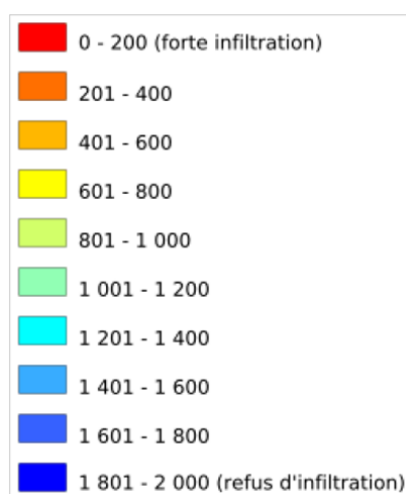 0 - 200 (forte infiltration)
201 - 400
401 - 600
601 - 800
801 - 1 000
1 001 - 1 200
1 201 - 1 400
1 401 - 1 600
1 601 - 1 800
1 801 - 2 000 (refus d'infiltration)